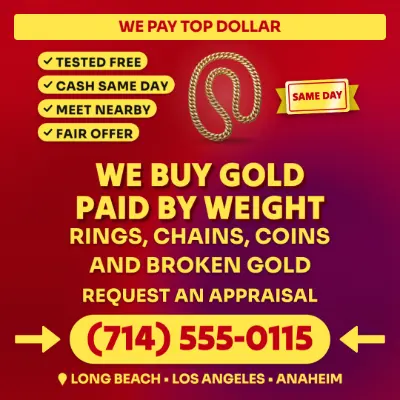 WE PAY TOP DOLLAR
TESTED FREE
CASH SAME DAY
MEET NEARBY
FAIR OFFER
SAME DAY
WE BUY GOLD
PAID BY WEIGHT
RINGS, CHAINS, COINS
AND BROKEN GOLD
REQUEST AN APPRAISAL
(714) 555-0115
LONG BEACH • LOS ANGELES • ANAHEIM